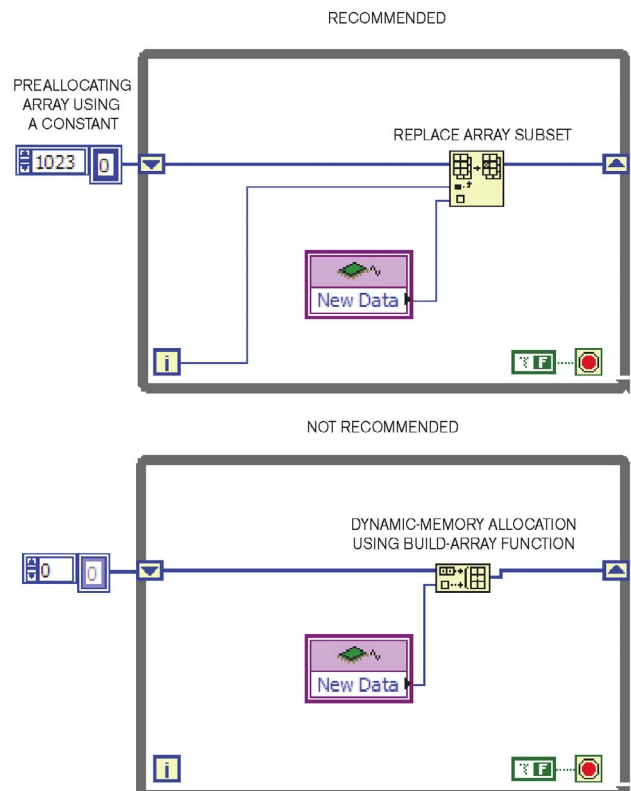 RECOMMENDED
PREALLOCATING
ARRAY USING
A CONSTANT
1023 0
REPLACE ARRAY SUBSET
New Data
i
F
NOT RECOMMENDED
DYNAMIC-MEMORY ALLOCATION
USING BUILD-ARRAY FUNCTION
0 0
New Data
i
F